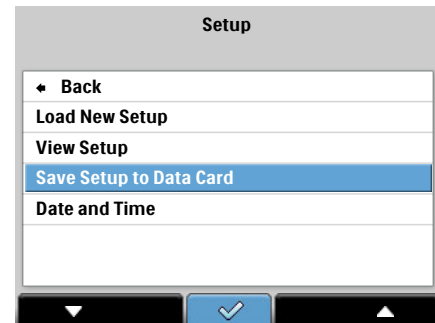 Setup
Back
Load New Setup
View Setup
Save Setup to Data Card
Date and Time